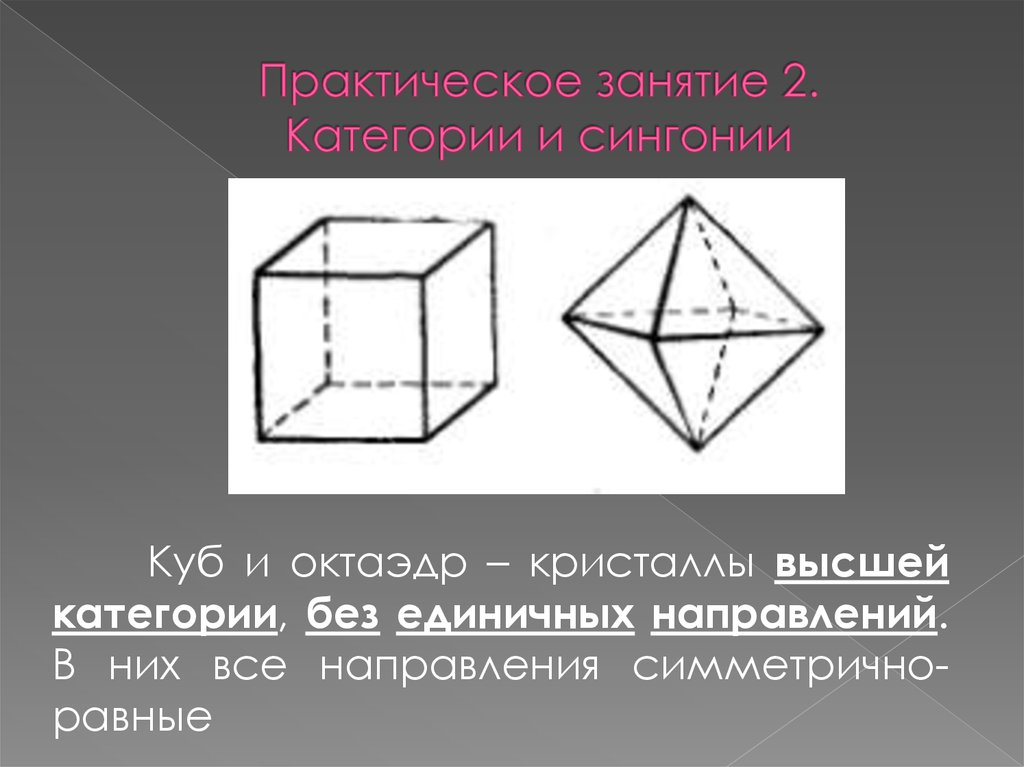 Практическое занятие 2.
Категории и сингонии
Куб и октаэдр – кристаллы высшей
категории, без единичных направлений.
В них все направления симметрично-
равные